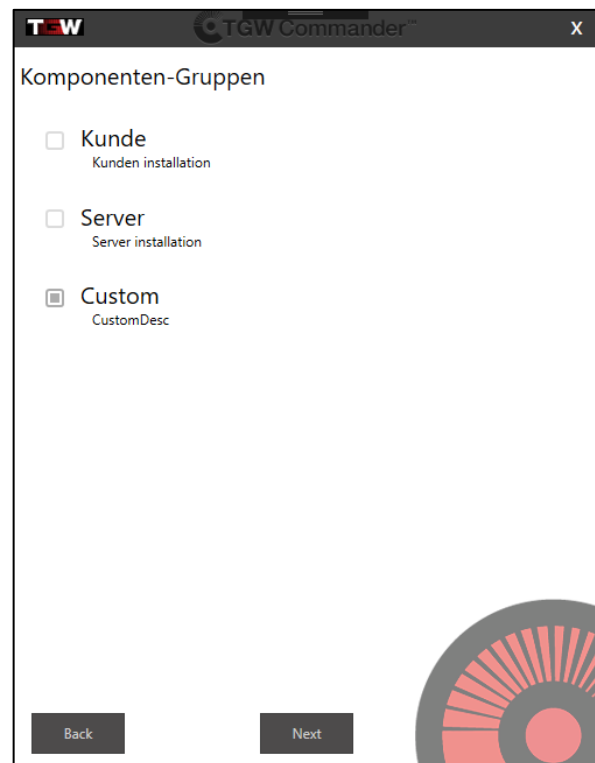 TGW
TGW Commander™
X
Komponenten-Gruppen
Kunde
Kunden installation
Server
Server installation
Custom
CustomDesc
Back
Next